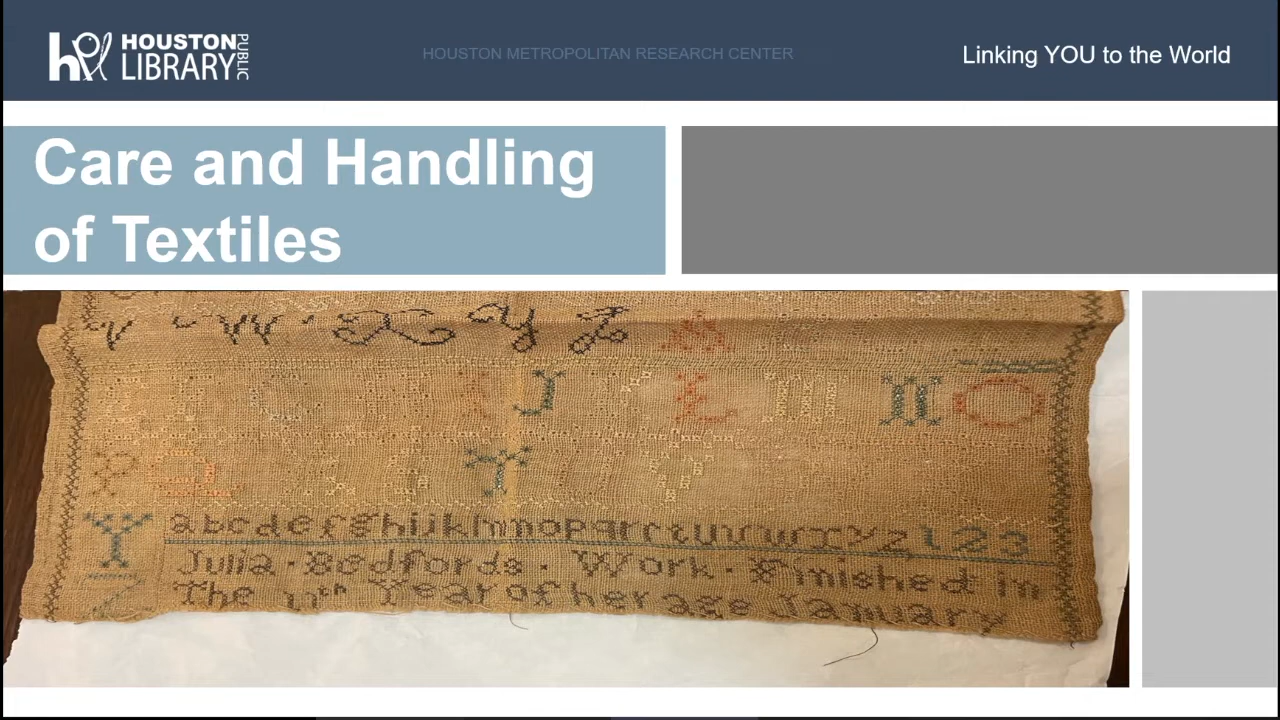 HOUSTON
LIBRARY
PUBLIC
HOUSTON METROPOLITAN RESEARCH CENTER
Linking YOU to the World
Care and Handling
of Textiles
W X Y Z
J L M N O
Y
Y abcdefghijklmnopqrstuvwxyz123
Julia · Bedfords · Work · Finished in
The 11th Year of her age January